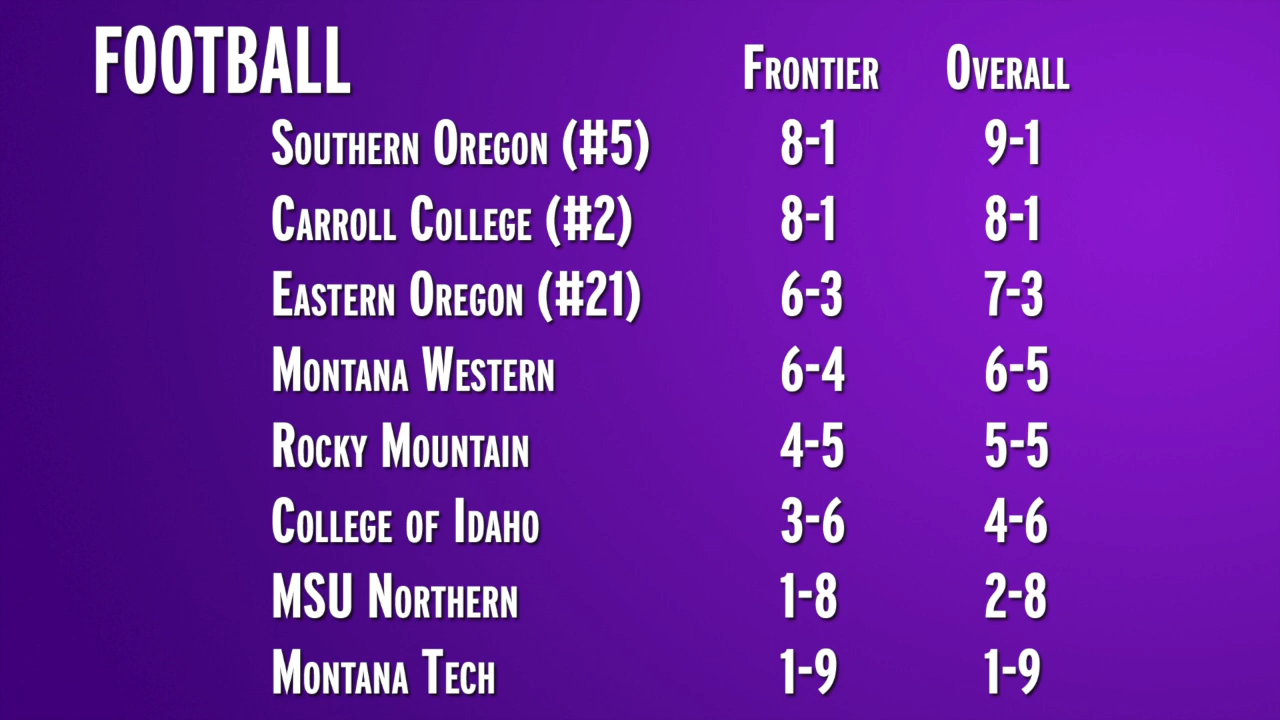 FOOTBALL Frontier Overall
Southern Oregon (#5) 8-1 9-1
Carroll College (#2) 8-1 8-1
Eastern Oregon (#21) 6-3 7-3
Montana Western 6-4 6-5
Rocky Mountain 4-5 5-5
College of Idaho 3-6 4-6
MSU Northern 1-8 2-8
Montana Tech 1-9 1-9